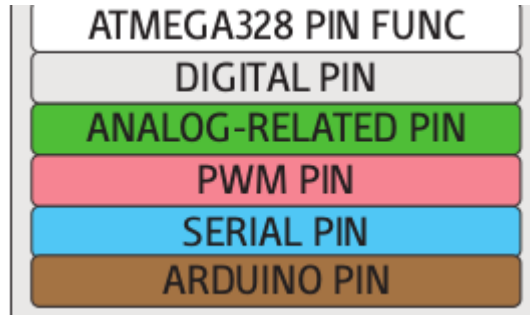 ATMEGA328 PIN FUNC
DIGITAL PIN
ANALOG-RELATED PIN
PWM PIN
SERIAL PIN
ARDUINO PIN